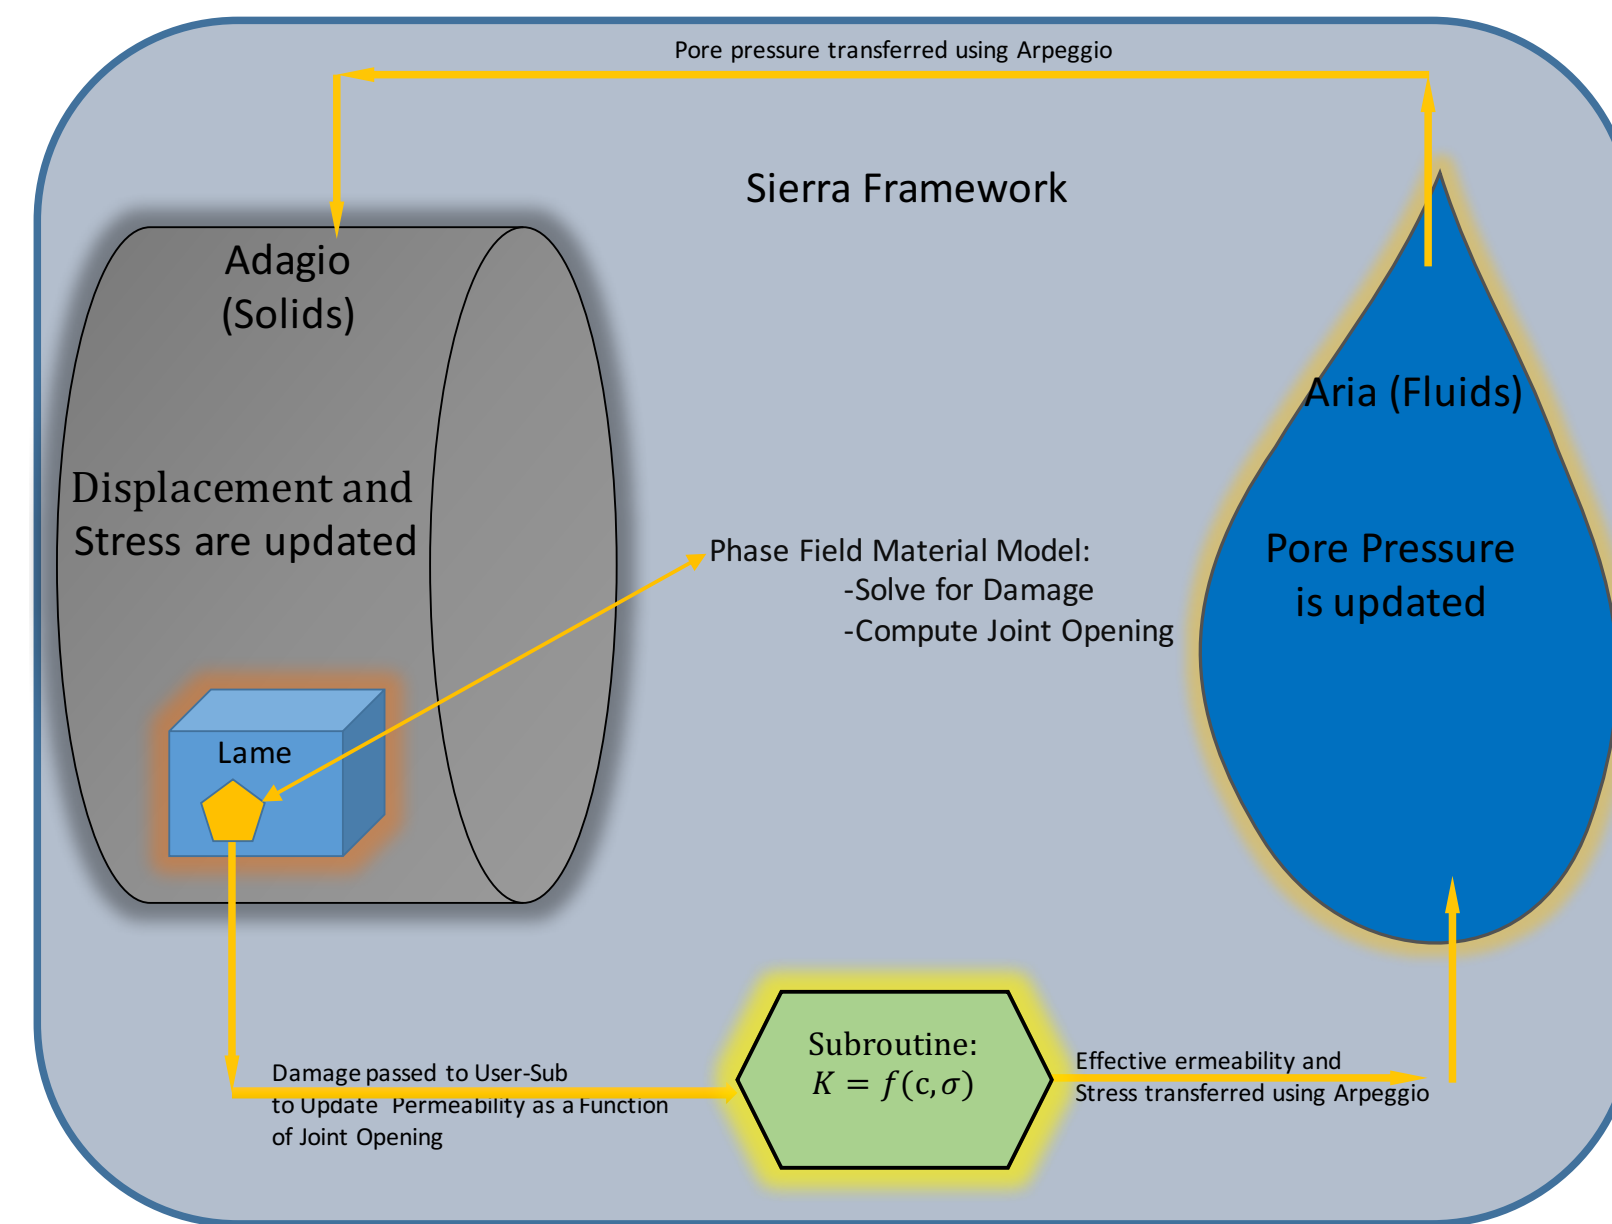 Pore pressure transferred using Arpeggio
Sierra Framework
Adagio
(Solids)
Displacement and
Stress are updated
Lame
Phase Field Material Model:
-Solve for Damage
-Compute Joint Opening
Aria (Fluids)
Pore Pressure
is updated
Damage passed to User-Sub
to Update Permeability as a Function
of Joint Opening
Subroutine:
K = f(c, σ)
Effective ermeability and
Stress transferred using Arpeggio